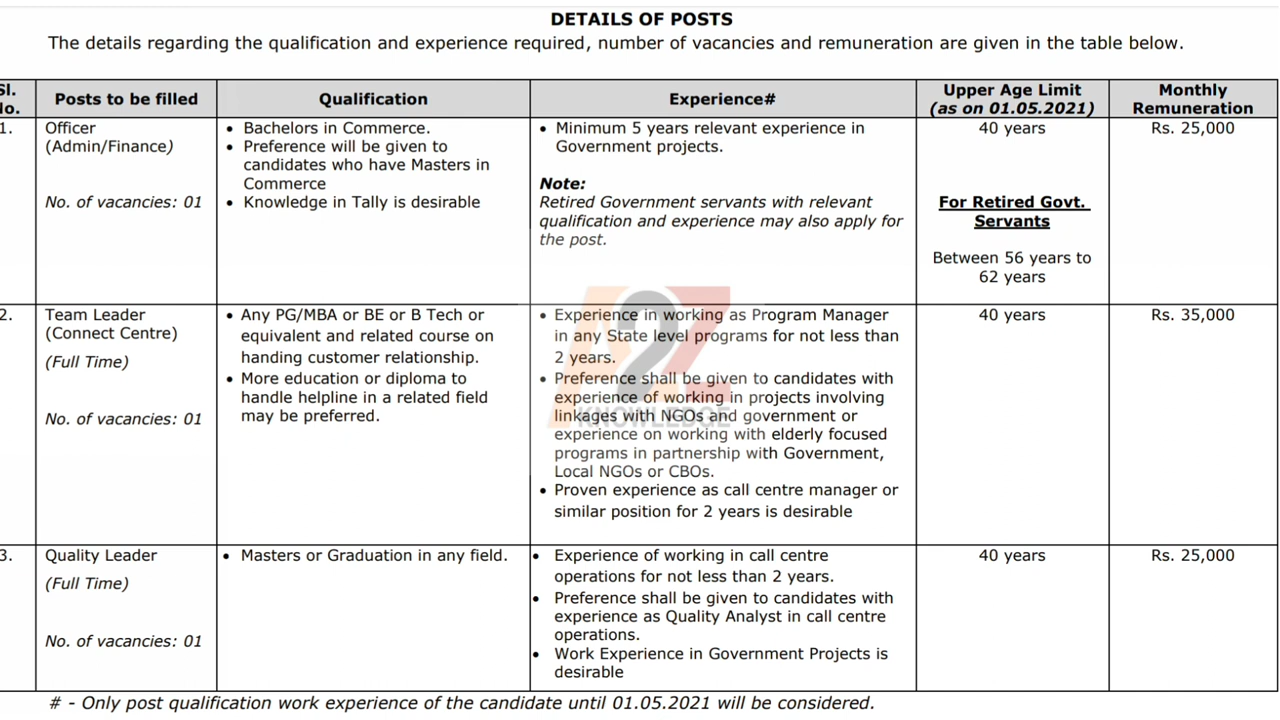 DETAILS OF POSTS
The details regarding the qualification and experience required, number of vacancies and remuneration are given in the table below.
Sl. No.
Posts to be filled
Qualification
Experience#
Upper Age Limit
(as on 01.05.2021)
Monthly
Remuneration
1.
Officer
(Admin/Finance)
No. of vacancies: 01
• Bachelors in Commerce.
• Preference will be given to
candidates who have Masters in
Commerce
• Knowledge in Tally is desirable
• Minimum 5 years relevant experience in
Government projects.
Note:
Retired Government servants with relevant
qualification and experience may also apply for
the post.
40 years
For Retired Govt.
Servants
Between 56 years to
62 years
Rs. 25,000
2.
Team Leader
(Connect Centre)
(Full Time)
No. of vacancies: 01
• Any PG/MBA or BE or B Tech or
equivalent and related course on
handing customer relationship.
• More education or diploma to
handle helpline in a related field
may be preferred.
• Experience in working as Program Manager
in any State level programs for not less than
2 years.
• Preference shall be given to candidates with
experience of working in projects involving
linkages with NGOs and government or
experience on working with elderly focused
programs in partnership with Government,
Local NGOs or CBOs.
• Proven experience as call centre manager or
similar position for 2 years is desirable
40 years
Rs. 35,000
3.
Quality Leader
(Full Time)
No. of vacancies: 01
• Masters or Graduation in any field.
• Experience of working in call centre
operations for not less than 2 years.
• Preference shall be given to candidates with
experience as Quality Analyst in call centre
operations.
• Work Experience in Government Projects is
desirable
40 years
Rs. 25,000
# - Only post qualification work experience of the candidate until 01.05.2021 will be considered.
A2Z
KNOWLEDGE